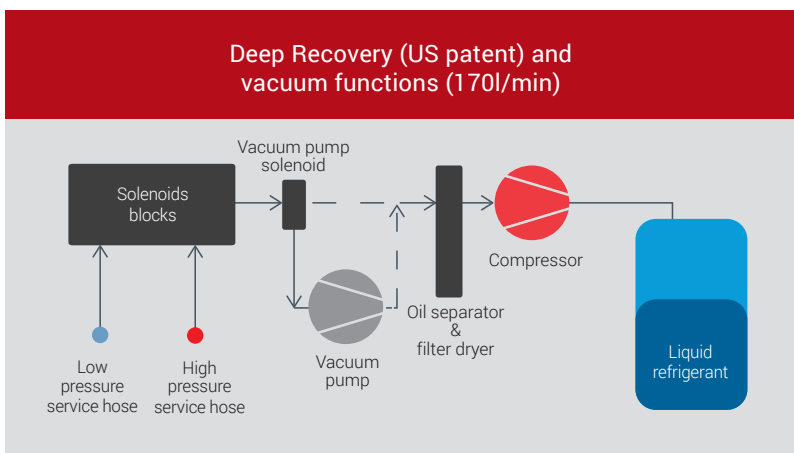 Deep Recovery (US patent) and
vacuum functions (170l/min)
Vacuum pump
solenoid
Solenoids
blocks
Compressor
Oil separator
&
filter dryer
Vacuum
pump
Low
pressure
service hose
High
pressure
service hose
Liquid
refrigerant